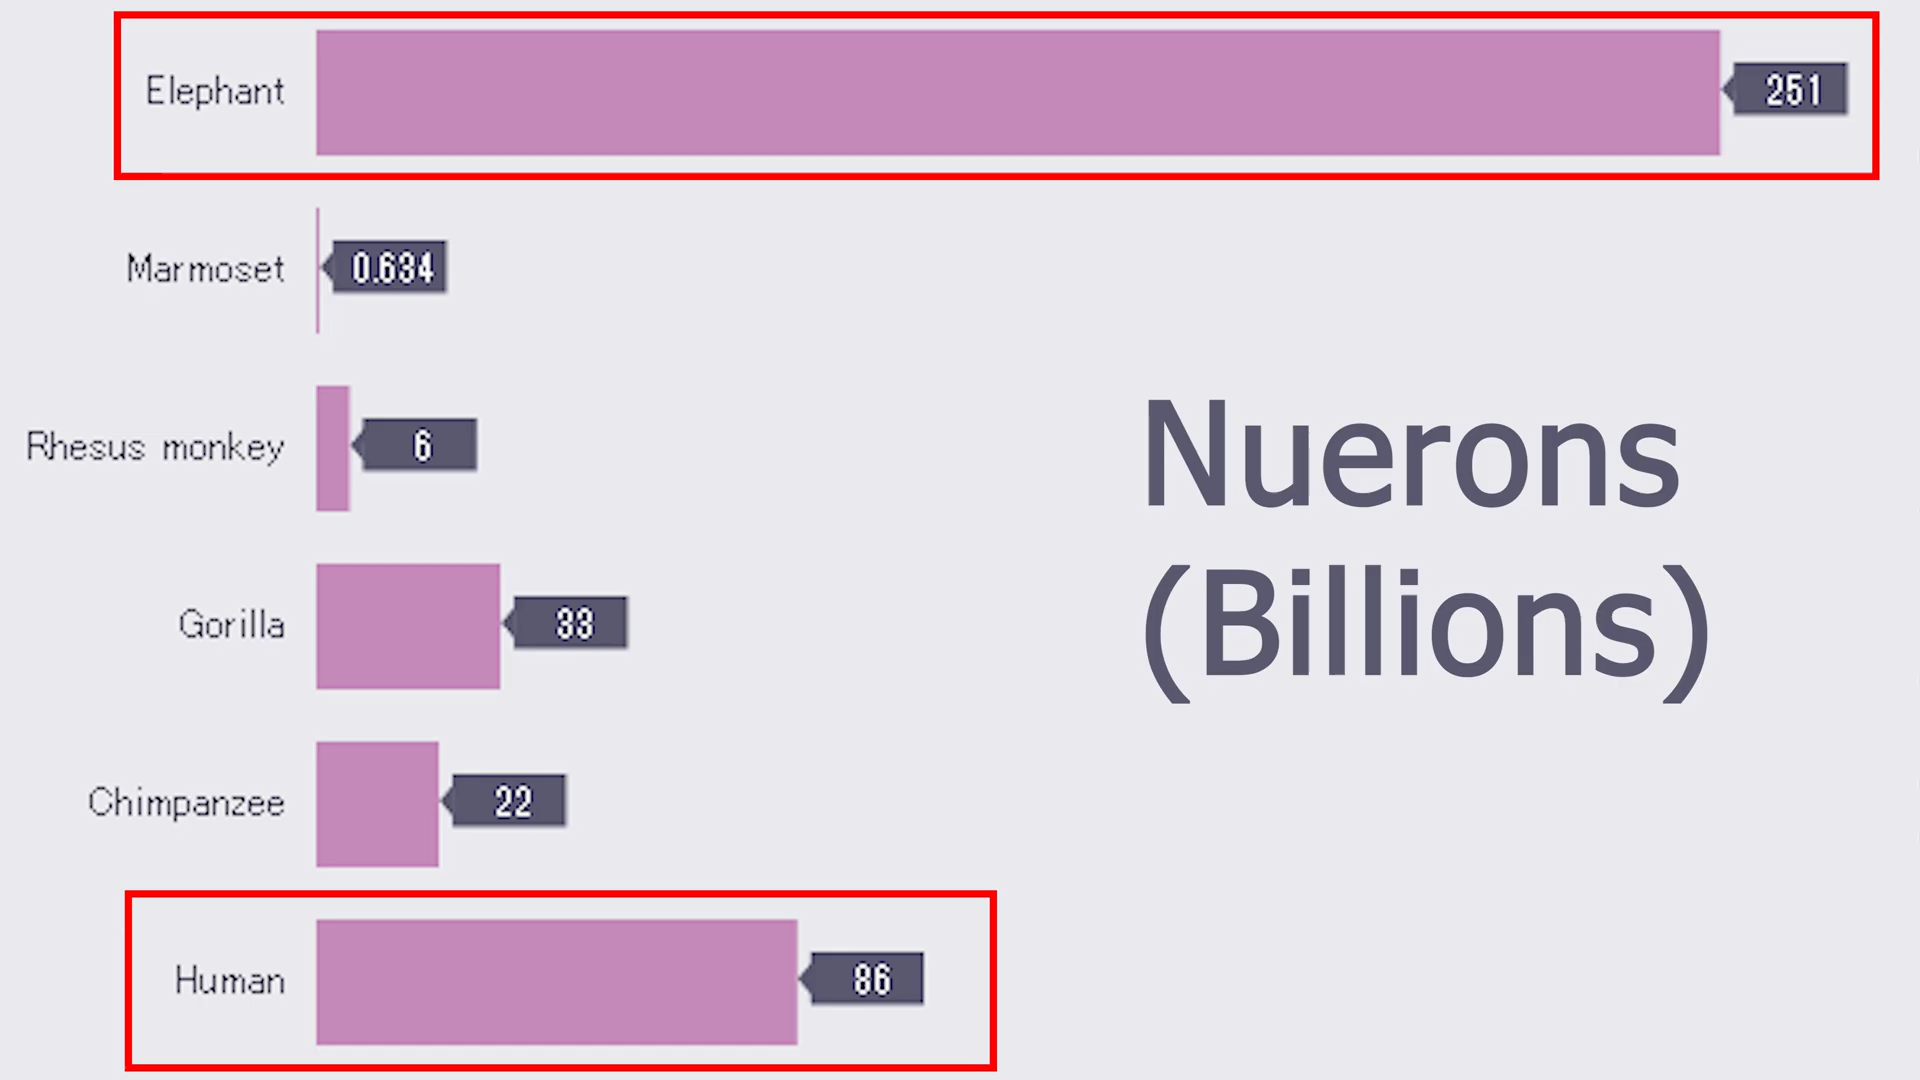 Elephant 251
Marmoset 0.634
Rhesus monkey 6
Gorilla 33
Chimpanzee 22
Human 86
Nuerons
(Billions)